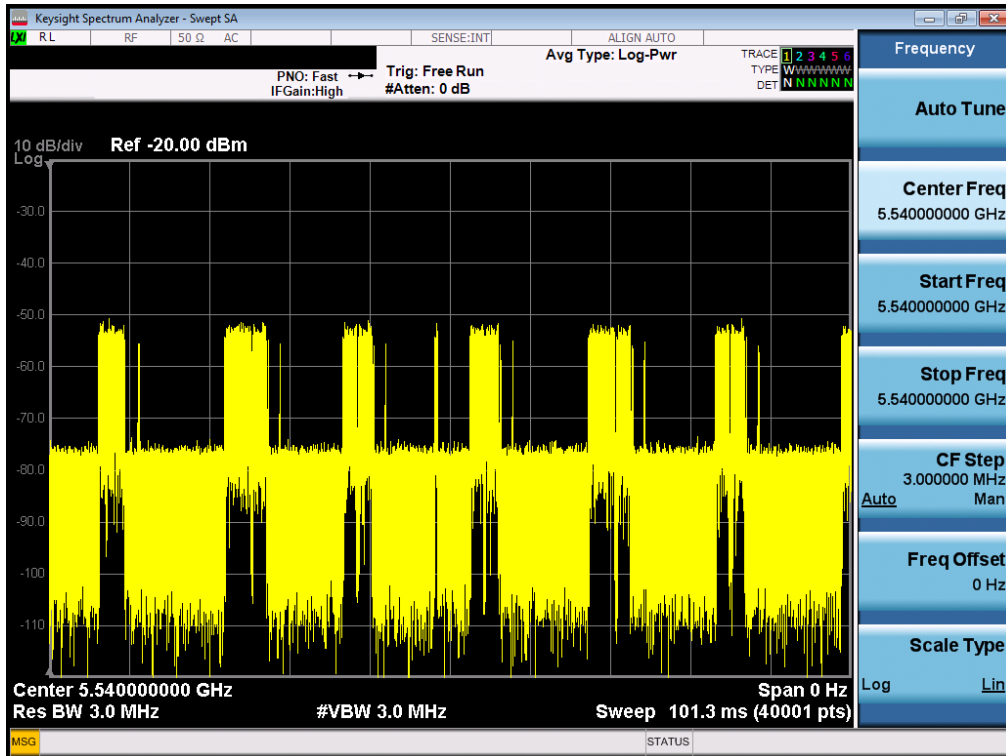 Keysight Spectrum Analyzer - Swept SA
LXI RL RF 50 Ω AC SENSE:INT ALIGN AUTO
Frequency
PNO: Fast
IFGain:High
Trig: Free Run
#Atten: 0 dB
Avg Type: Log-Pwr
TRACE 1 2 3 4 5 6
TYPE WWWWWW
DET N N N N N N
10 dB/div Ref -20.00 dBm
Log
-30.0
-40.0
-50.0
-60.0
-70.0
-80.0
-90.0
-100
-110
Center 5.540000000 GHz
Res BW 3.0 MHz
#VBW 3.0 MHz
Span 0 Hz
Sweep 101.3 ms (40001 pts)
Auto Tune
Center Freq
5.540000000 GHz
Start Freq
5.540000000 GHz
Stop Freq
5.540000000 GHz
CF Step
3.000000 MHz
Auto Man
Freq Offset
0 Hz
Scale Type
Log Lin
MSG STATUS